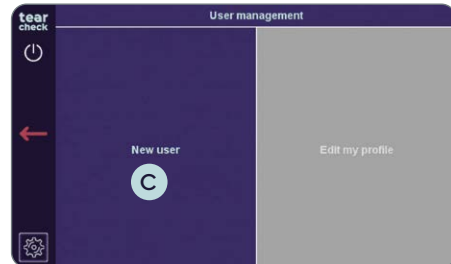 tear
check
User management
New user
Edit my profile
C